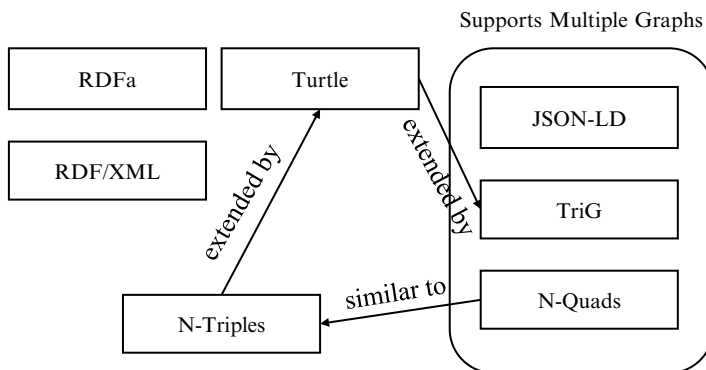 Supports Multiple Graphs
RDFa
Turtle
JSON-LD
RDF/XML
extended by
extended by
TriG
N-Triples
similar to
N-Quads